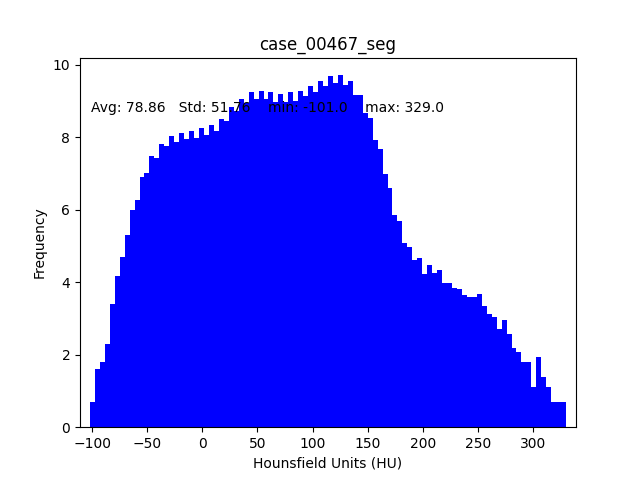 case_00467_seg
Avg: 78.86 Std: 51.76 min: -101.0 max: 329.0
10
8
6
4
2
0
Frequency
−100 −50 0 50 100 150 200 250 300
Hounsfield Units (HU)